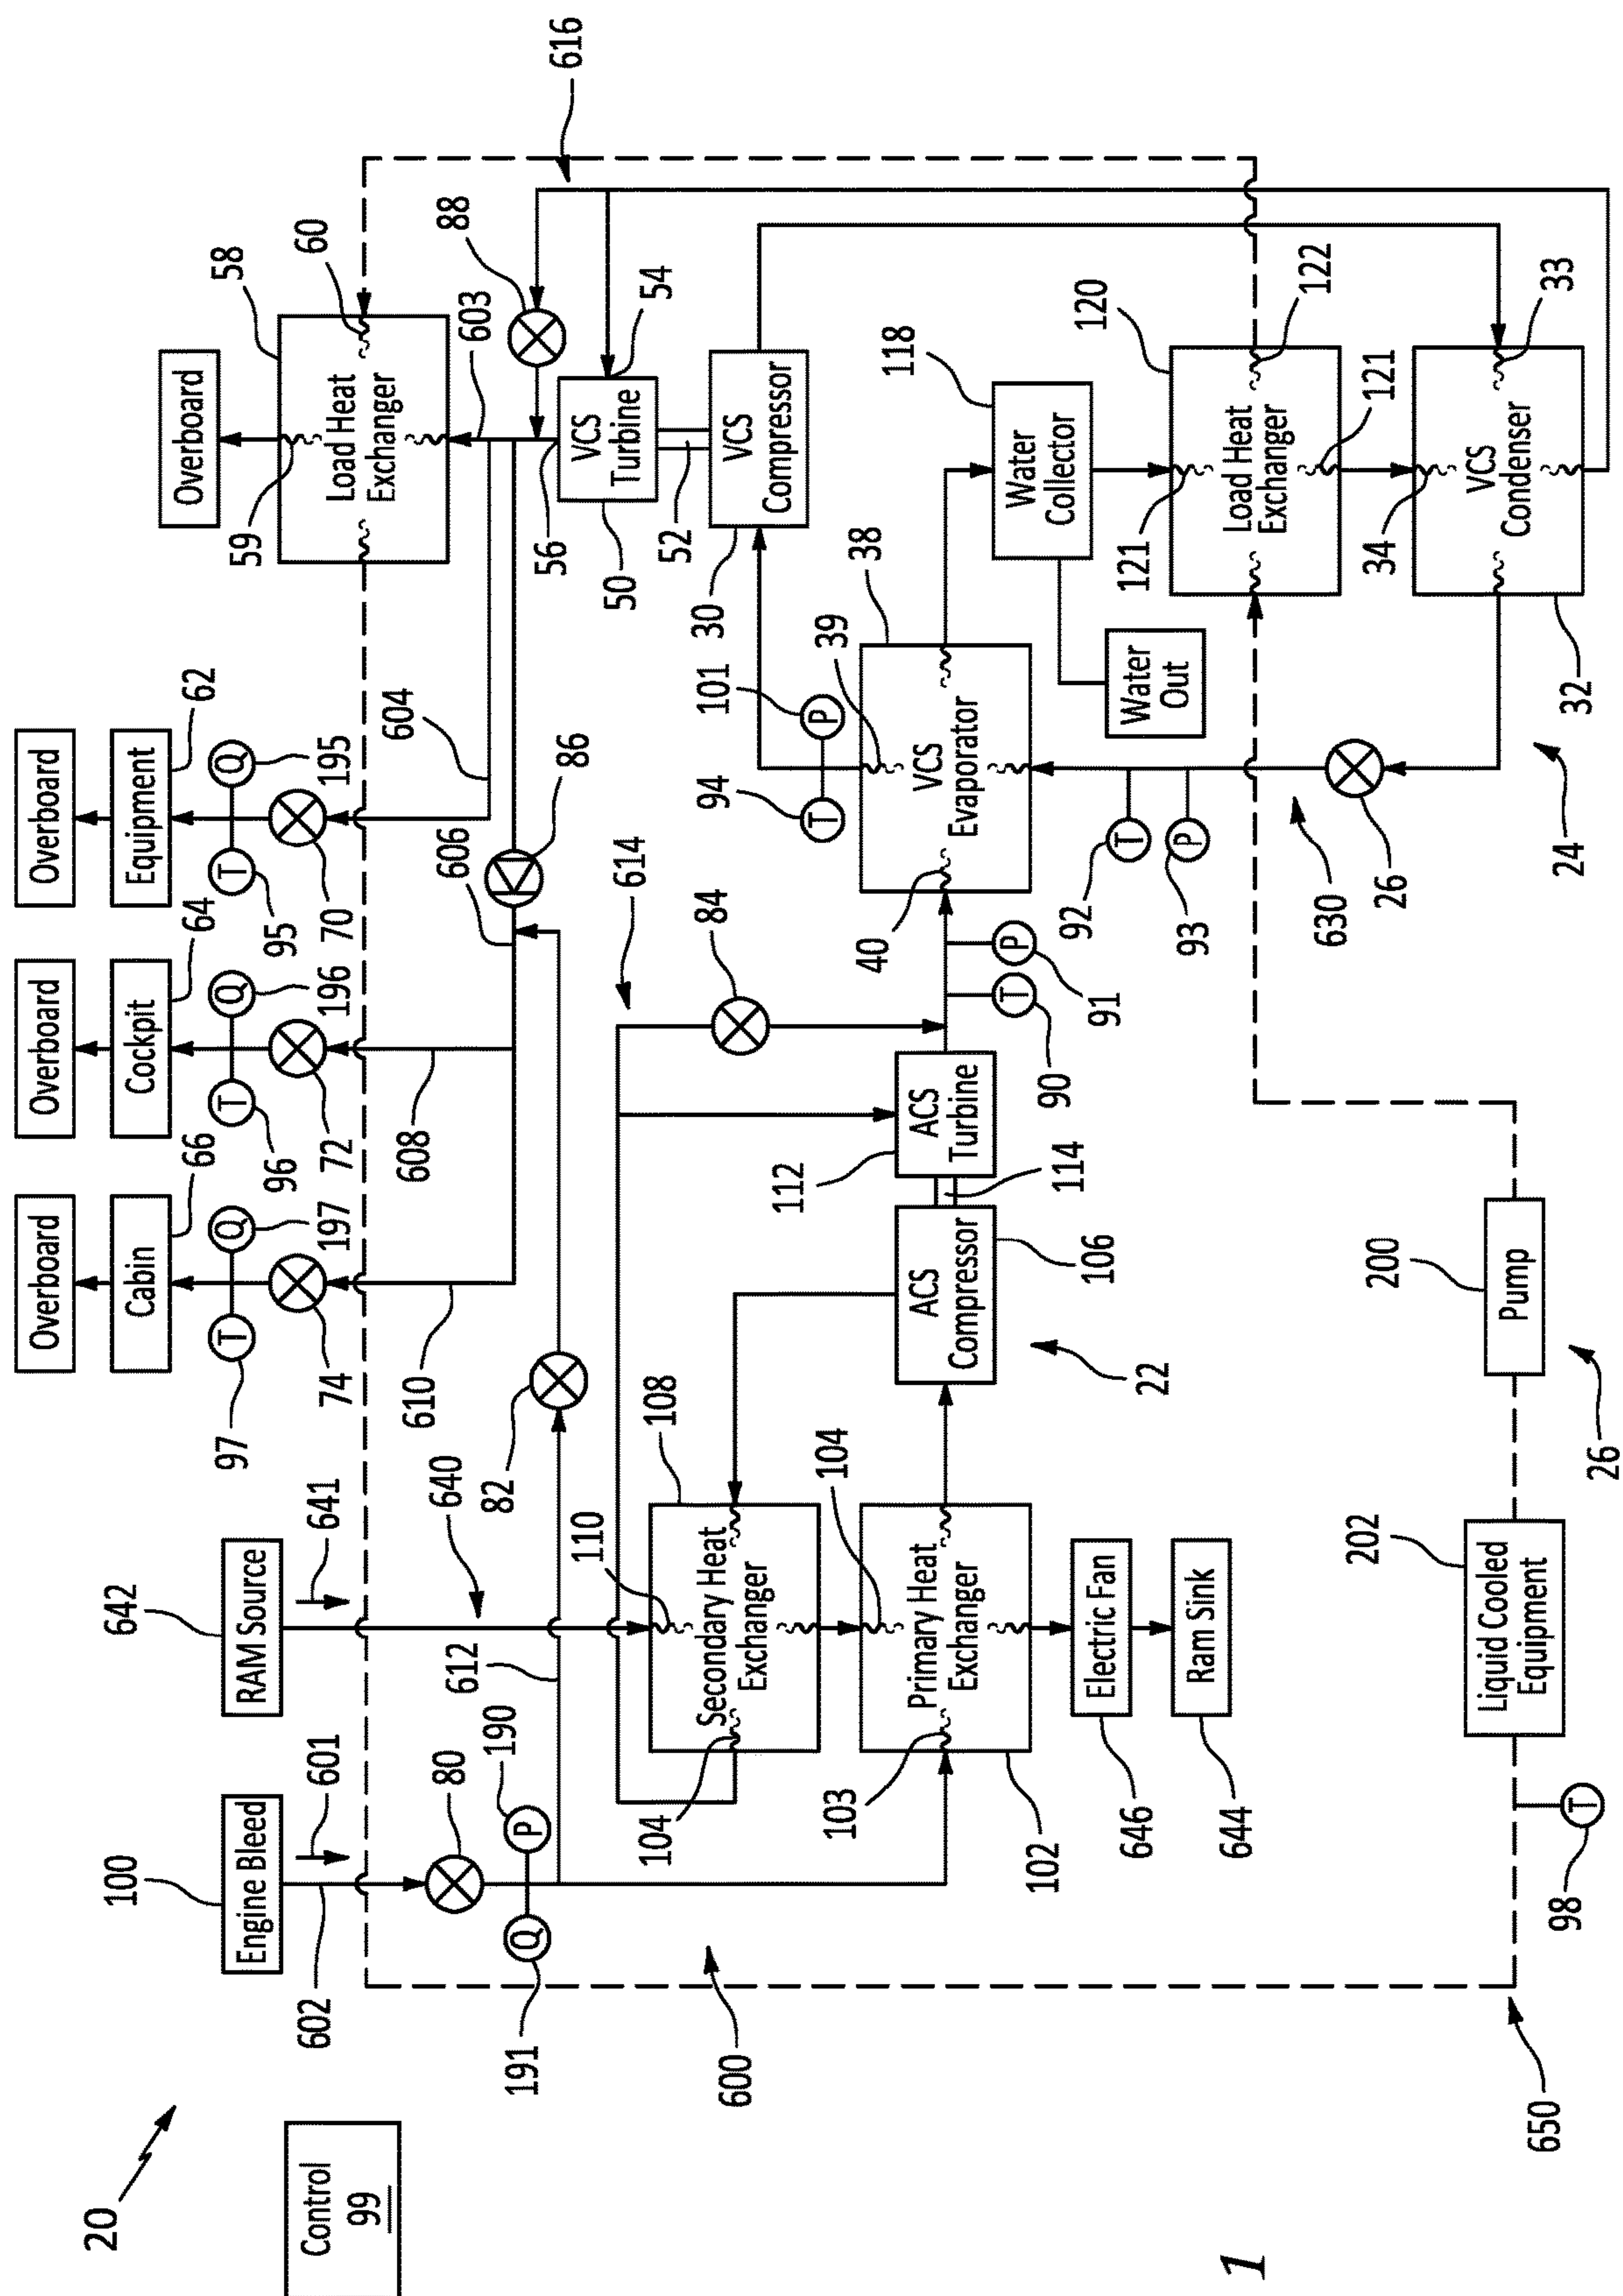 20
Control
99
100
Engine Bleed
602
601
642
RAM Source
641
Overboard
Cabin
66
97
T
Q
197
74
610
Overboard
Cockpit
64
96
T
Q
196
72
608
Overboard
Equipment
62
95
T
Q
195
70
604
Overboard
58
59
60
Load Heat
Exchanger
603
88
616
80
191
Q
P
190
612
640
82
606
86
56
VCS
Turbine
54
50
52
VCS
Compressor
30
600
110
108
Secondary Heat
Exchanger
104
614
84
94
T
P
101
103
104
Primary Heat
Exchanger
102
ACS
Compressor
106
22
112
ACS
Turbine
114
T
90
P
91
40
39
38
VCS
Evaporator
118
Water
Collector
Water
Out
Electric Fan
646
Ram Sink
644
92
T
P
93
630
26
24
121
120
Load Heat
Exchanger
122
121
34
33
VCS
Condenser
32
650
98
T
202
Liquid Cooled
Equipment
200
Pump
26
1